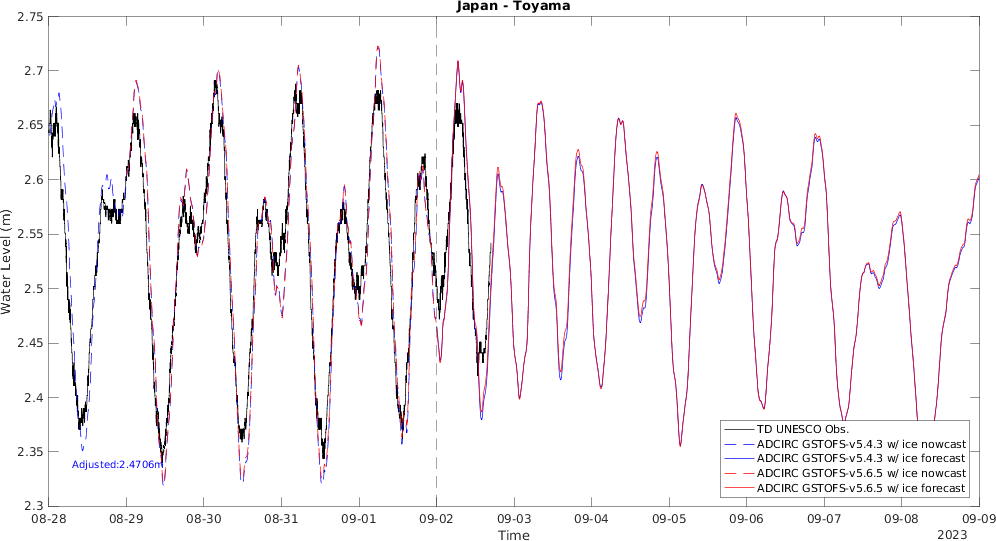 Japan - Toyama
2.75
2.7
2.65
2.6
2.55
2.5
2.45
2.4
2.35
2.3
Water Level (m)
Adjusted:2.4706m
TD UNESCO Obs.
ADCIRC GSTOFS-v5.4.3 w/ ice nowcast
ADCIRC GSTOFS-v5.4.3 w/ ice forecast
ADCIRC GSTOFS-v5.6.5 w/ ice nowcast
ADCIRC GSTOFS-v5.6.5 w/ ice forecast
08-28 08-29 08-30 08-31 09-01 09-02 09-03 09-04 09-05 09-06 09-07 09-08 09-09
Time
2023